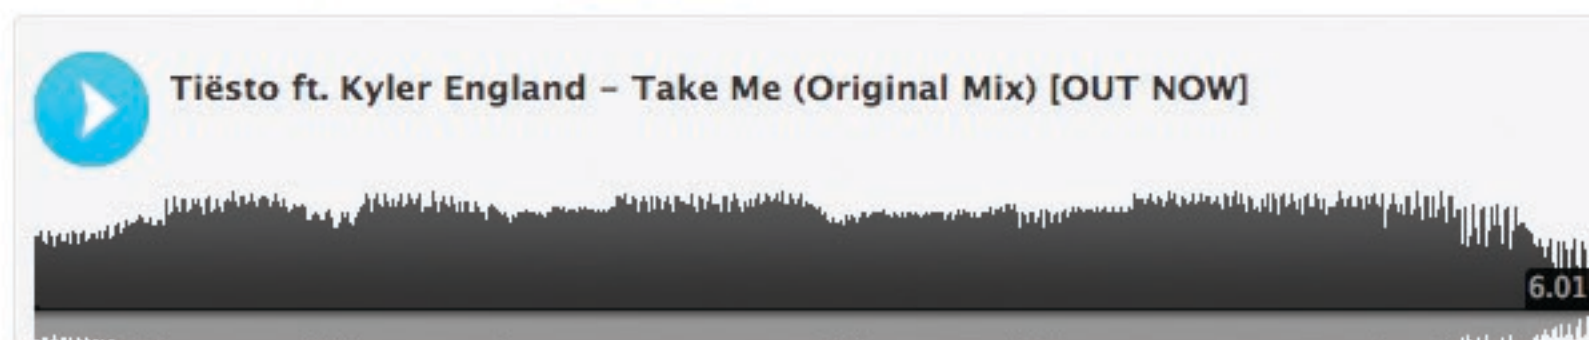 Tiësto ft. Kyler England – Take Me (Original Mix) [OUT NOW]
6.01